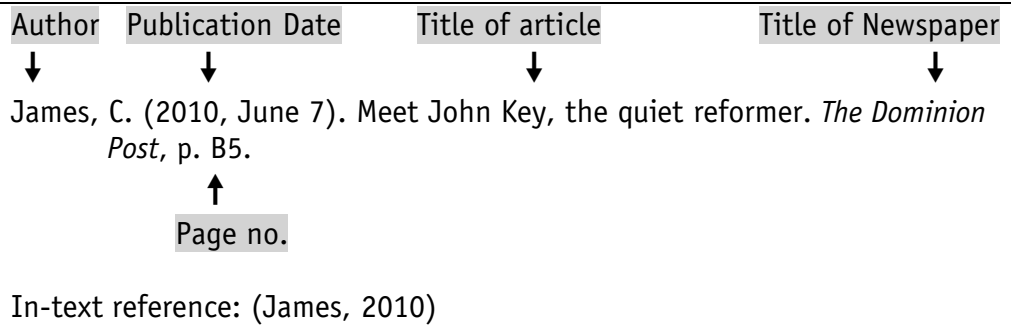 Author Publication Date Title of article Title of Newspaper
James, C. (2010, June 7). Meet John Key, the quiet reformer. The Dominion
Post, p. B5.
Page no.
In-text reference: (James, 2010)